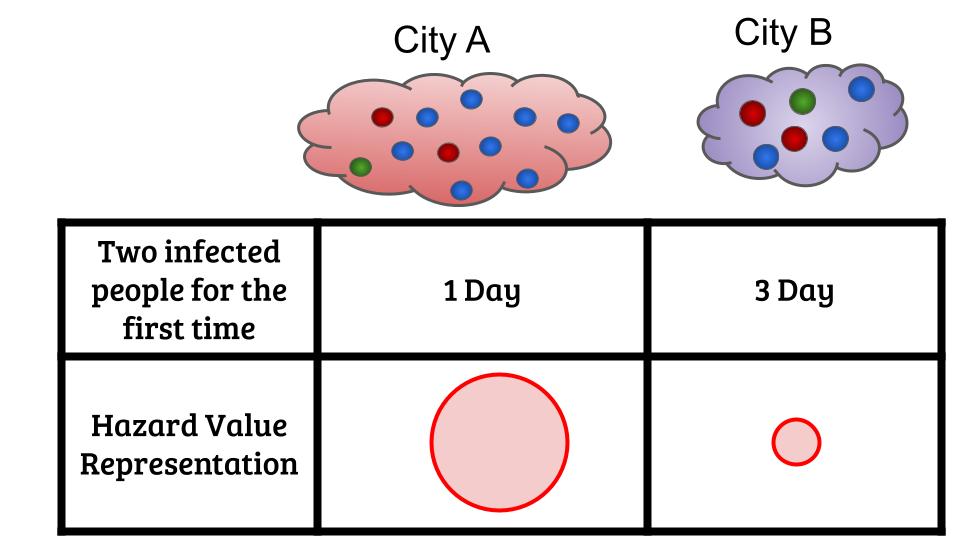 City A
City B
Two infected
people for the
first time
1 Day
3 Day
Hazard Value
Representation